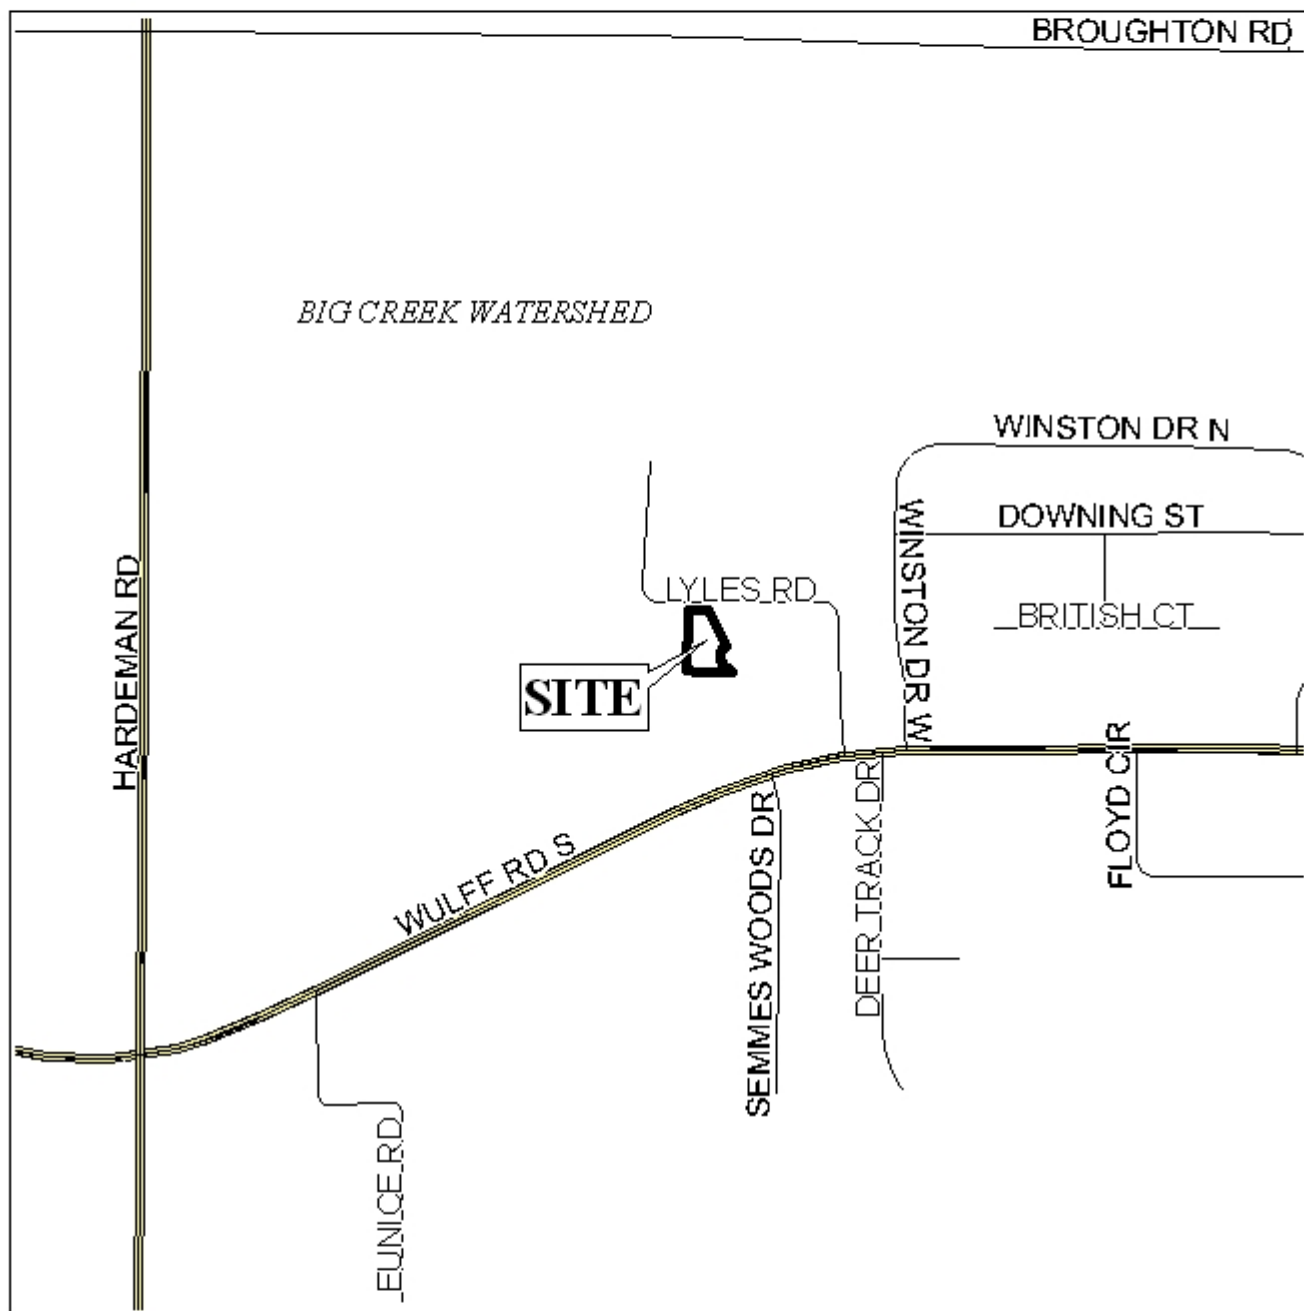 BROUGHTON RD
BIG CREEK WATERSHED
WINSTON DR N
DOWNING ST
WINSTON DR W
HARDEMAN RD
LYLES RD
BRITISH CT
SITE
FLOYD CIR
WULFF RD S
SEMMES WOODS DR
DEER TRACK DR
EUNICE RD